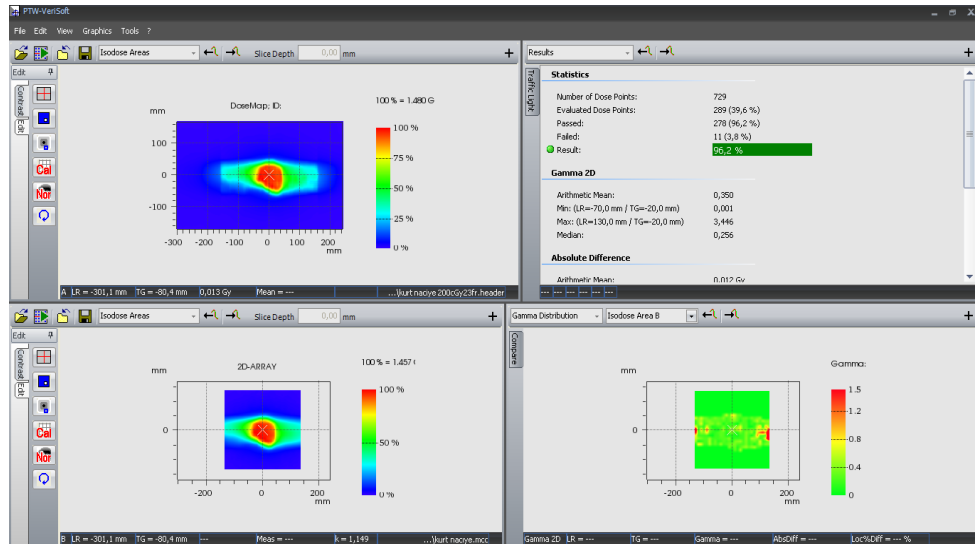 PTW-VeriSoft
File Edit View Graphics Tools ?
Isodose Areas Slice Depth 0,00 mm
Edit
Contrast Edit
Cal
Nor
DoseMap; ID:
100 % = 1.480 G
mm
100
0
-100
-300 -200 -100 0 100 200
mm
100 %
75 %
50 %
25 %
0 %
A LR = -301,1 mm TG = -80,4 mm 0,013 Gy Mean = --- ...\kurt naciye 200cGy23fr.header
Results
Traffic Light
Statistics
Number of Dose Points: 729
Evaluated Dose Points: 289 (39,6 %)
Passed: 278 (96,2 %)
Failed: 11 (3,8 %)
Result: 96,2 %
Gamma 2D
Arithmetic Mean: 0,350
Min: (LR=-70,0 mm / TG=-20,0 mm) 0,001
Max: (LR=130,0 mm / TG=-20,0 mm) 3,446
Median: 0,256
Absolute Difference
Arithmetic Mean: 0,012 Gy
--- --- --- --- --- ---
Isodose Areas Slice Depth 0,00 mm
Edit
Contrast Edit
Cal
Nor
2D-ARRAY
100 % = 1.457
mm
0
-200 0 200
mm
100 %
50 %
0 %
B LR = -301,1 mm TG = -80,4 mm --- Meas = --- k = 1,149 ...\kurt naciye.mcc
Gamma Distribution Isodose Area B
Compare
Gamma:
mm
0
-200 0 200
mm
1.5
1.2
0.8
0.4
0
Gamma 2D LR = --- TG = --- Gamma = --- AbsDiff = --- Loc%Diff = --- %